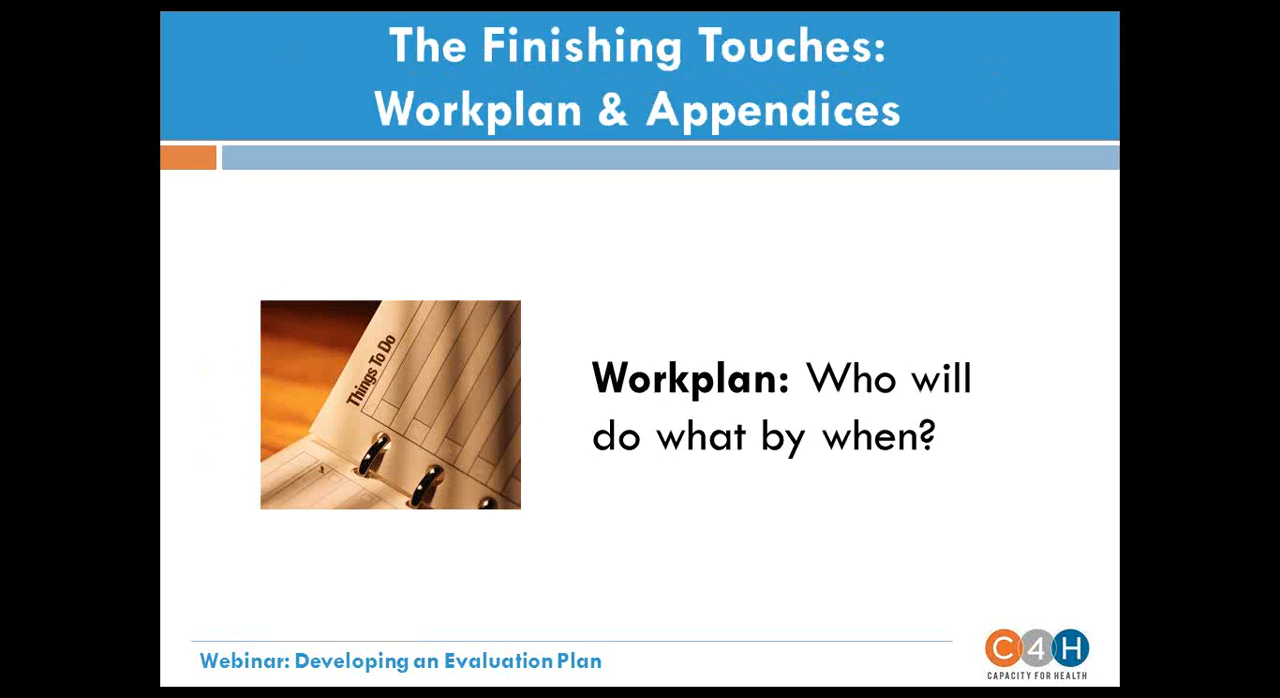 The Finishing Touches:
Workplan & Appendices
Things To Do
Workplan: Who will
do what by when?
Webinar: Developing an Evaluation Plan
C4H
CAPACITY FOR HEALTH